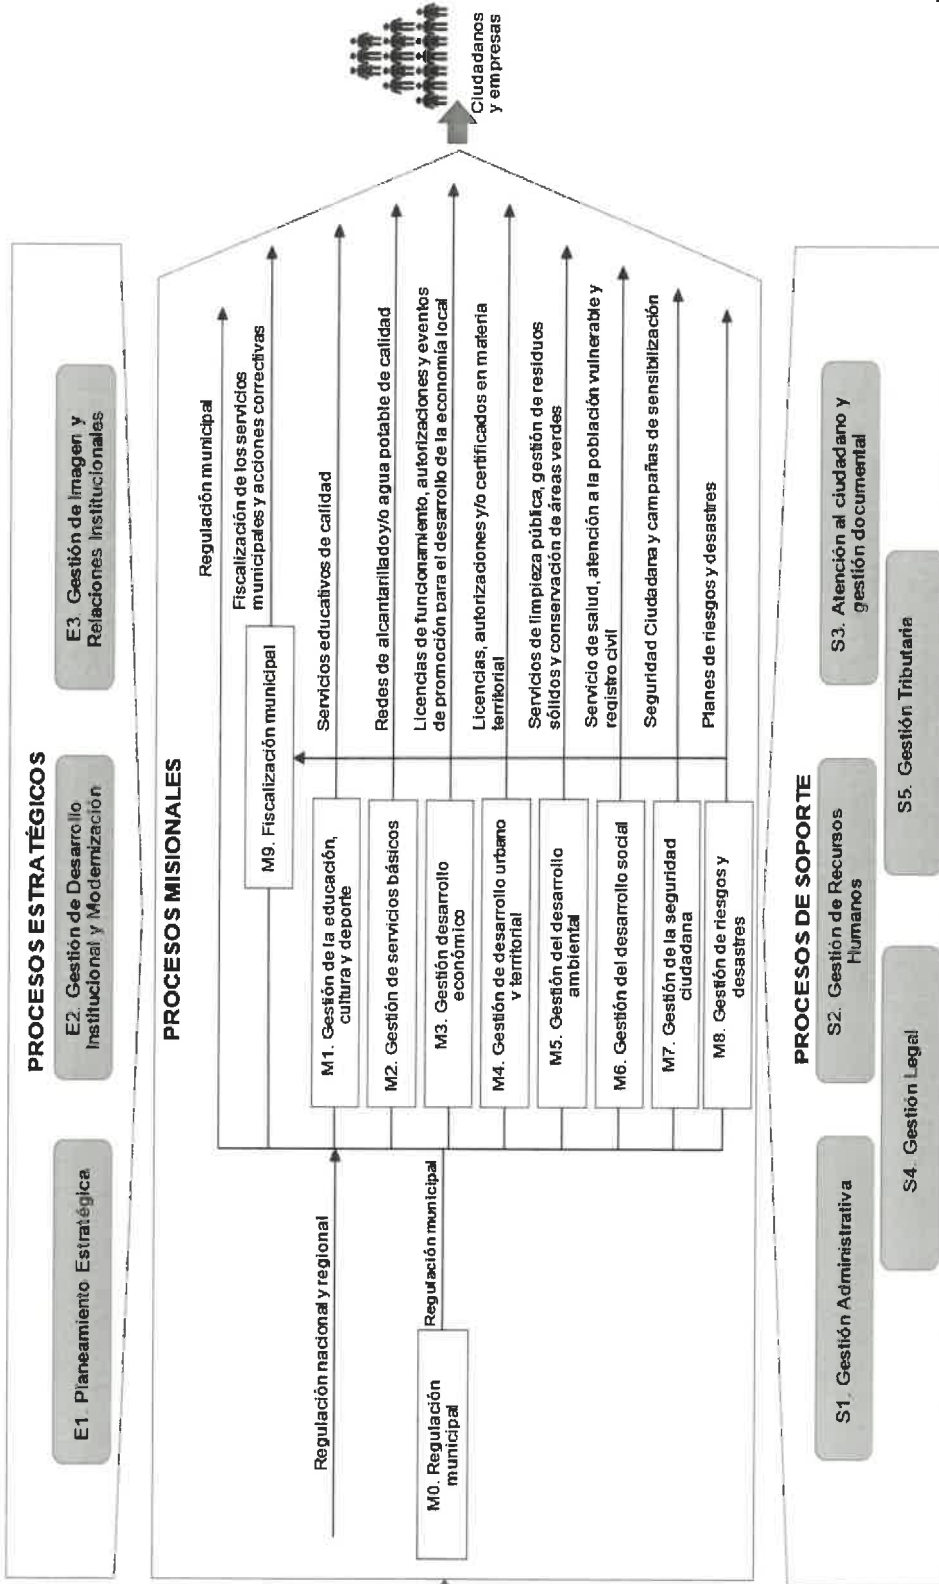 PROCESOS ESTRATÉGICOS
E1. Planeamiento Estratégica
E2. Gestión de Desarrollo
Institucional y Modernización
E3. Gestión de Imagen y
Relaciones Institucionales
PROCESOS MISIONALES
Regulación nacional y regional
M0. Regulación
municipal
Regulación municipal
Regulación municipal
M9. Fiscalización municipal
Fiscalización de los servicios
municipales y acciones correctivas
M1. Gestión de la educación,
cultura y deporte
Servicios educativos de calidad
M2. Gestión de servicios básicos
Redes de alcantarillado y/o agua potable de calidad
M3. Gestión desarrollo
económico
Licencias de funcionamiento, autorizaciones y eventos
de promoción para el desarrollo de la economía local
M4. Gestión de desarrollo urbano
y territorial
Licencias, autorizaciones y/o certificados en materia
territorial
M5. Gestión del desarrollo
ambiental
Servicios de limpieza pública, gestión de residuos
sólidos y conservación de áreas verdes
M6. Gestión del desarrollo social
Servicio de salud, atención a la población vulnerable y
registro civil
M7. Gestión de la seguridad
ciudadana
Seguridad Ciudadana y campañas de sensibilización
M8. Gestión de riesgos y
desastres
Planes de riesgos y desastres
Ciudadanos
y empresas
PROCESOS DE SOPORTE
S1. Gestión Administrativa
S2. Gestión de Recursos
Humanos
S3. Atención al ciudadano y
gestión documental
S4. Gestión Legal
S5. Gestión Tributaria